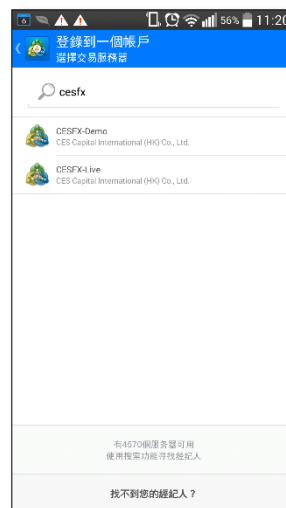 56% 11:20
登錄到一個帳戶
選擇交易服務器
cesfx
CESFX-Demo
CES Capital International (HK) Co., Ltd.
CESFX-Live
CES Capital International (HK) Co., Ltd.
有4570個服务器可用
使用搜索功能寻找經紀人
找不到您的經紀人？